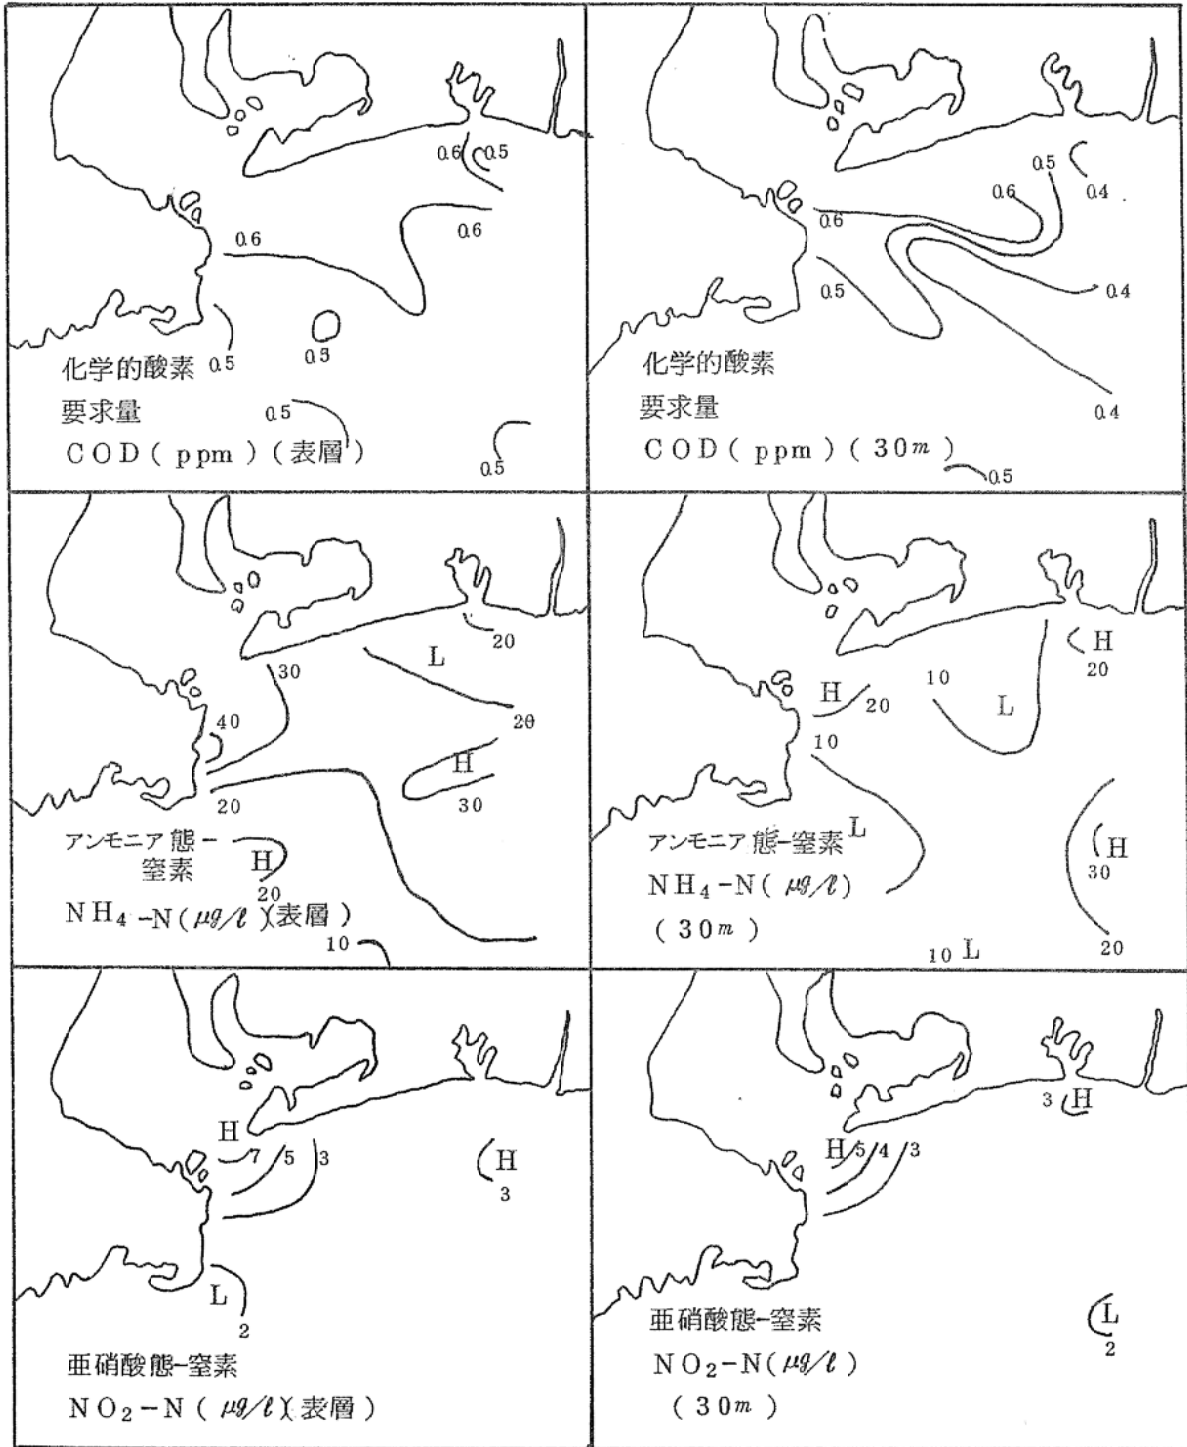 0.6
0.5
0.6
0.6
0.5
0.5
0.5
0.5
化学的酸素
要求量
COD(ppm)(表層)
0.5
0.4
0.6
0.6
0.5
0.4
0.4
0.5
化学的酸素
要求量
COD(ppm)(30m)
20
L
30
20
40
H
30
20
H
20
10
アンモニア態-
窒素
NH₄-N(μg/ℓ)(表層)
H
20
10
H
20
L
10
L
H
30
20
10 L
アンモニア態-窒素
NH₄-N(μg/ℓ)
(30m)
H
7
5
3
H
3
L
2
亜硝酸態-窒素
NO₂-N(μg/ℓ)(表層)
3 H
H 5 4 3
L
2
亜硝酸態-窒素
NO₂-N(μg/ℓ)
(30m)